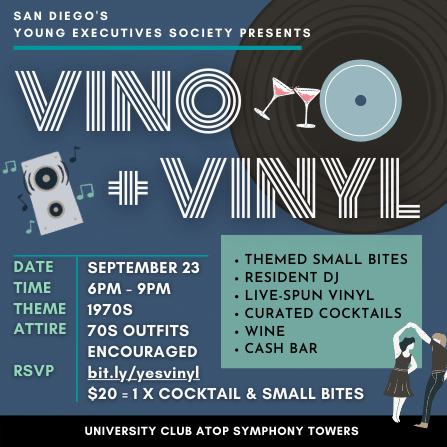 SAN DIEGO'S
YOUNG EXECUTIVES SOCIETY PRESENTS
VINO
+ VINYL
DATE SEPTEMBER 23
TIME 6PM - 9PM
THEME 1970S
ATTIRE 70S OUTFITS
ENCOURAGED
RSVP bit.ly/yesvinyl
$20 = 1 X COCKTAIL & SMALL BITES
• THEMED SMALL BITES
• RESIDENT DJ
• LIVE-SPUN VINYL
• CURATED COCKTAILS
• WINE
• CASH BAR
UNIVERSITY CLUB ATOP SYMPHONY TOWERS